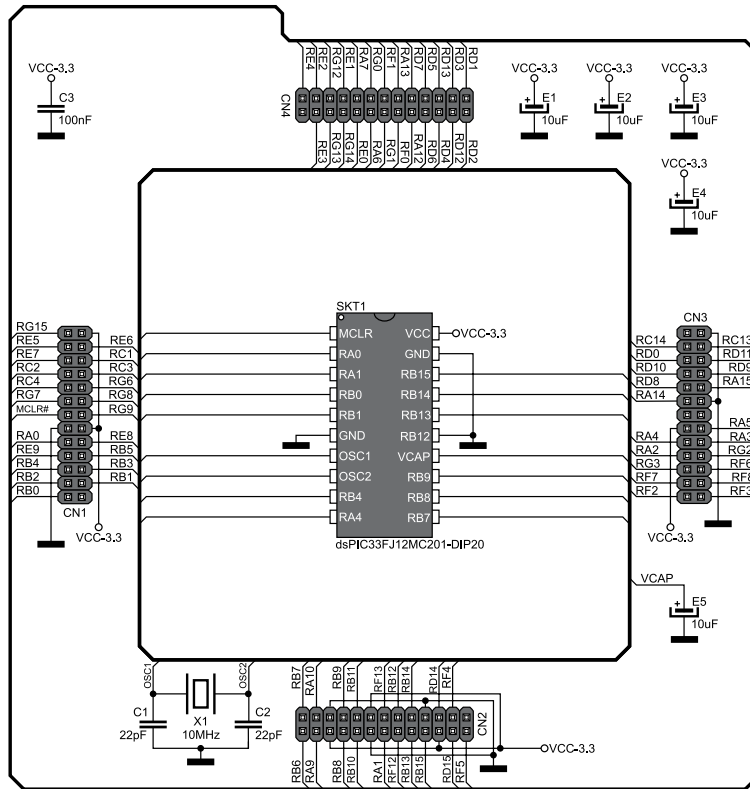 RE4 RE2 RG12 RE1 RA7 RG0 RF1 RA13 RD7 RD5 RD13 RD3 RD1
CN4
RE3 RG13 RG14 RE0 RA6 RG1 RF0 RA12 RD6 RD4 RD12 RD2
VCC-3.3
C3
100nF
VCC-3.3
E1
10uF
VCC-3.3
E2
10uF
VCC-3.3
E3
10uF
VCC-3.3
E4
10uF
SKT1
MCLR VCC
VCC-3.3
RA0 GND
RA1 RB15
RB0 RB14
RB1 RB13
GND RB12
OSC1 VCAP
OSC2 RB9
RB4 RB8
RA4 RB7
dsPIC33FJ12MC201-DIP20
RG15
RE5 RE6
RE7 RC1
RC2 RC3
RC4 RG6
RG7 RG8
MCLR# RG9
RA0 RE8
RE9 RB5
RB4 RB3
RB2 RB1
RB0
CN1
VCC-3.3
CN3
RC14 RC13
RD0 RD11
RD10 RD9
RD8 RA15
RA14
RA5
RA4 RA3
RA2 RG2
RG3 RF6
RF7 RF8
RF2 RF3
VCC-3.3
VCAP
E5
10uF
OSC1 OSC2
C1
22pF
X1
10MHz
C2
22pF
RB7 RA10 RB9 RB11 RF13 RB12 RB14 RD14 RF4
CN2
VCC-3.3
RB6 RA9 RB8 RB10 RA1 RF12 RB13 RB15 RD15 RF5